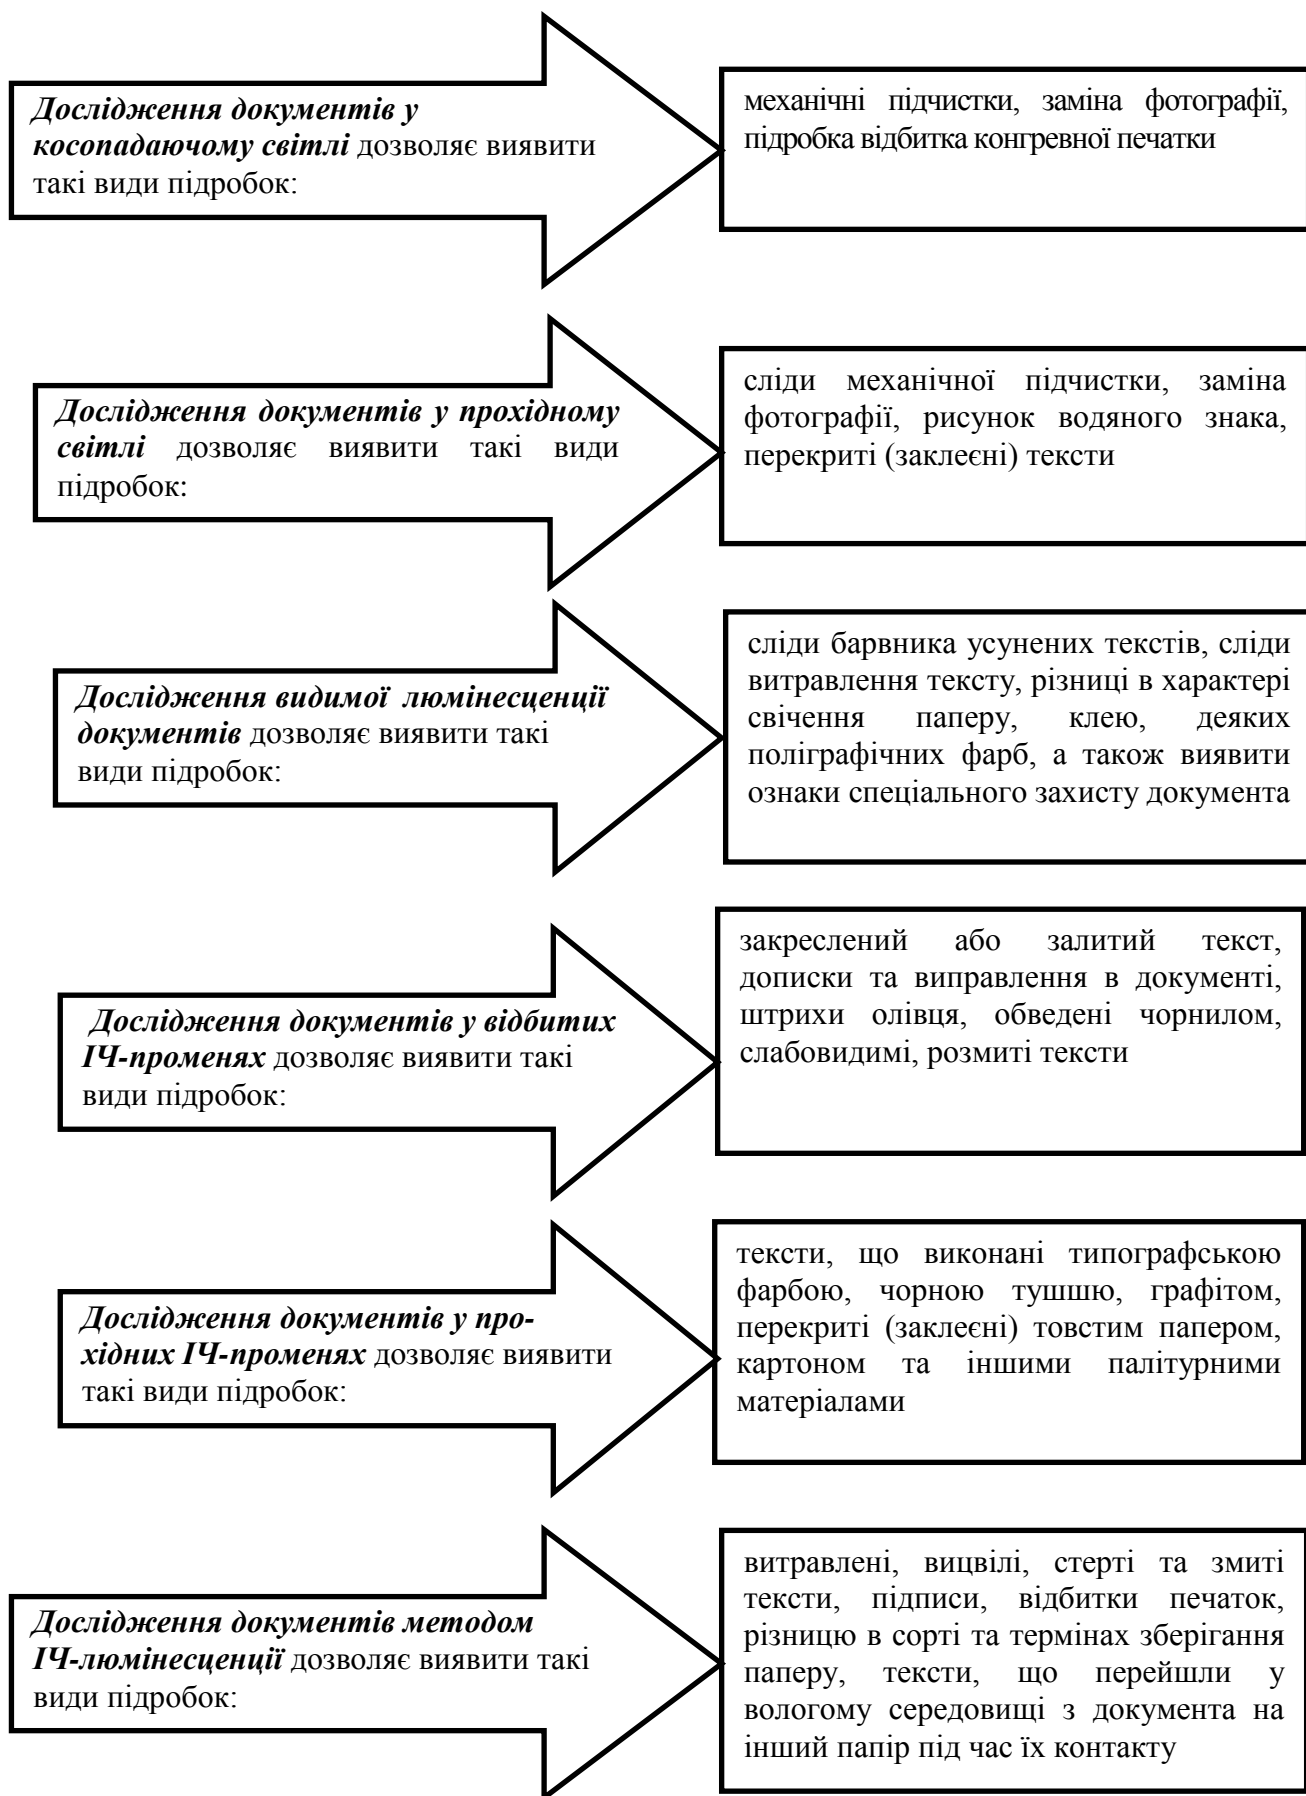 Дослідження документів у
косопадаючому світлі дозволяє виявити
такі види підробок:
механічні підчистки, заміна фотографії,
підробка відбитка конгревної печатки
Дослідження документів у прохідному
світлі дозволяє виявити такі види
підробок:
сліди механічної підчистки, заміна
фотографії, рисунок водяного знака,
перекриті (заклеєні) тексти
Дослідження видимої люмінесценції
документів дозволяє виявити такі
види підробок:
сліди барвника усунених текстів, сліди
витравлення тексту, різниці в характері
свічення паперу, клею, деяких
поліграфічних фарб, а також виявити
ознаки спеціального захисту документа
Дослідження документів у відбитих
ІЧ-променях дозволяє виявити такі
види підробок:
закреслений або залитий текст,
дописки та виправлення в документі,
штрихи олівця, обведені чорнилом,
слабовидимі, розмиті тексти
Дослідження документів у про-
хідних ІЧ-променях дозволяє виявити
такі види підробок:
тексти, що виконані типографською
фарбою, чорною тушшю, графітом,
перекриті (заклеєні) товстим папером,
картоном та іншими палітурними
матеріалами
Дослідження документів методом
ІЧ-люмінесценції дозволяє виявити такі
види підробок:
витравлені, вицвілі, стерті та змиті
тексти, підписи, відбитки печаток,
різницю в сорті та термінах зберігання
паперу, тексти, що перейшли у
вологому середовищі з документа на
інший папір під час їх контакту